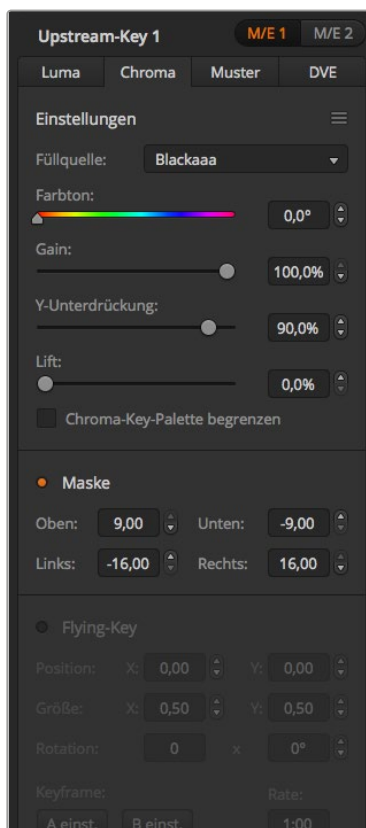 Upstream-Key 1 M/E 1 M/E 2
Luma Chroma Muster DVE
Einstellungen
Füllquelle: Blackaaa
Farbton:
0,0°
Gain:
100,0%
Y-Unterdrückung:
90,0%
Lift:
0,0%
Chroma-Key-Palette begrenzen
Maske
Oben: 9,00 Unten: -9,00
Links: -16,00 Rechts: 16,00
Flying-Key
Position: X: 0,00 Y: 0,00
Größe: X: 0,50 Y: 0,50
Rotation: 0 x 0°
Keyframe: Rate:
A einst. B einst. 1:00